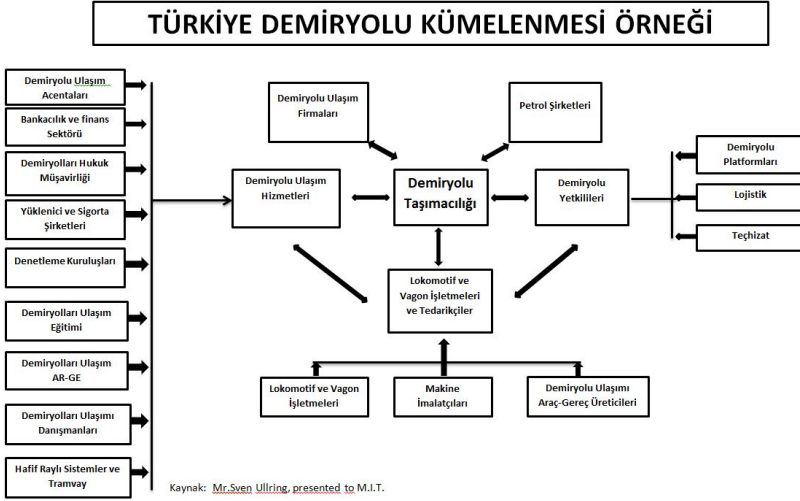 TÜRKİYE DEMİRYOLU KÜMELENMESİ ÖRNEĞİ
Demiryolu Ulaşım
Acentaları
Bankacılık ve finans
Sektörü
Demiryolları Hukuk
Müşavirliği
Yüklenici ve Sigorta
Şirketleri
Denetleme Kuruluşları
Demiryolları Ulaşım
Eğitimi
Demiryolları Ulaşım
AR-GE
Demiryolları Ulaşımı
Danışmanları
Hafif Raylı Sistemler ve
Tramvay
Demiryolu Ulaşım
Firmaları
Petrol Şirketleri
Demiryolu Ulaşım
Hizmetleri
Demiryolu
Taşımacılığı
Demiryolu
Yetkilileri
Demiryolu
Platformları
Lojistik
Teçhizat
Lokomotif ve
Vagon İşletmeleri
ve Tedarikçiler
Lokomotif ve Vagon
İşletmeleri
Makine
İmalatçıları
Demiryolu Ulaşımı
Araç-Gereç Üreticileri
Kaynak: Mr.Sven Ullring, presented to M.I.T.